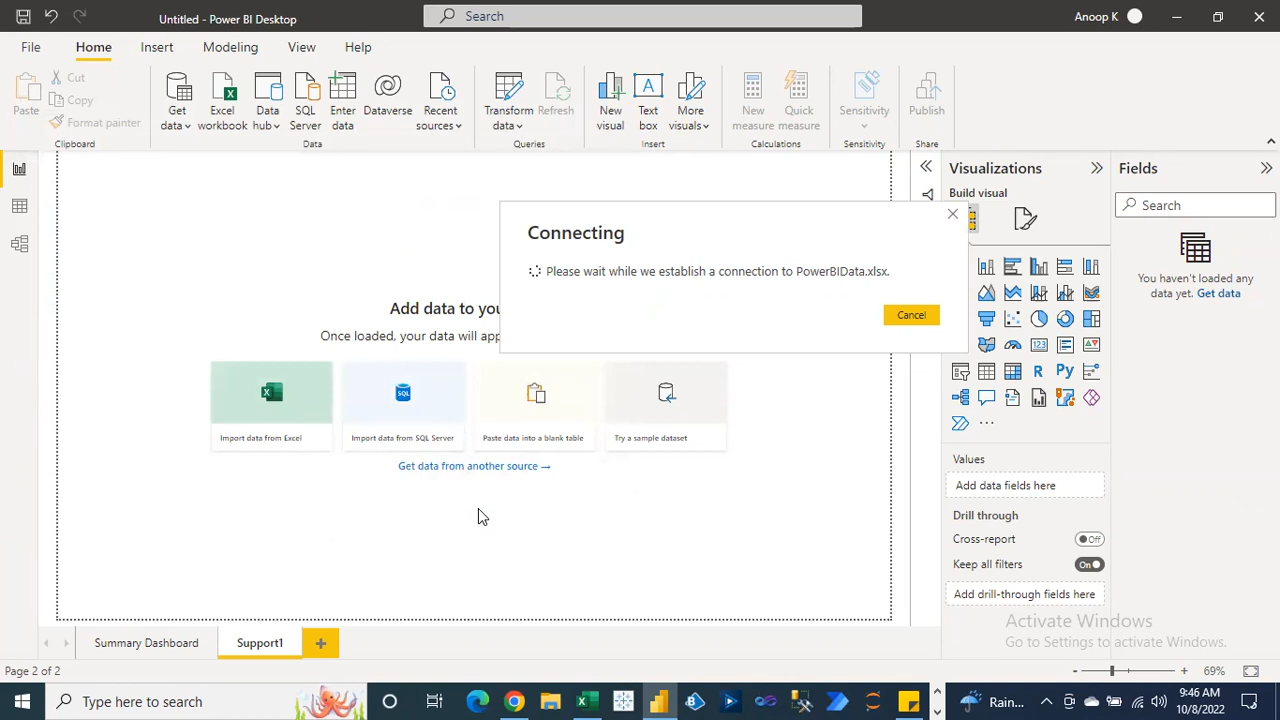 Untitled - Power BI Desktop
Search
Anoop K
File
Home
Insert
Modeling
View
Help
Paste
Cut
Copy
Format painter
Clipboard
Get data
Excel workbook
Data hub
SQL Server
Enter data
Dataverse
Recent sources
Data
Transform data
Refresh
Queries
New visual
Text box
More visuals
Insert
New measure
Quick measure
Calculations
Sensitivity
Sensitivity
Publish
Share
Connecting
Please wait while we establish a connection to PowerBIData.xlsx.
Cancel
Add data to you
Once loaded, your data will app
Import data from Excel
SQL
Import data from SQL Server
Paste data into a blank table
Try a sample dataset
Get data from another source →
Visualizations
Build visual
123
R
Py
Values
Add data fields here
Drill through
Cross-report
Off
Keep all filters
On
Add drill-through fields here
Fields
Search
You haven't loaded any
data yet. Get data
Activate Windows
Go to Settings to activate Windows.
Summary Dashboard
Support1
Page 2 of 2
- + 69%
Type here to search
Rain...
9:46 AM
10/8/2022